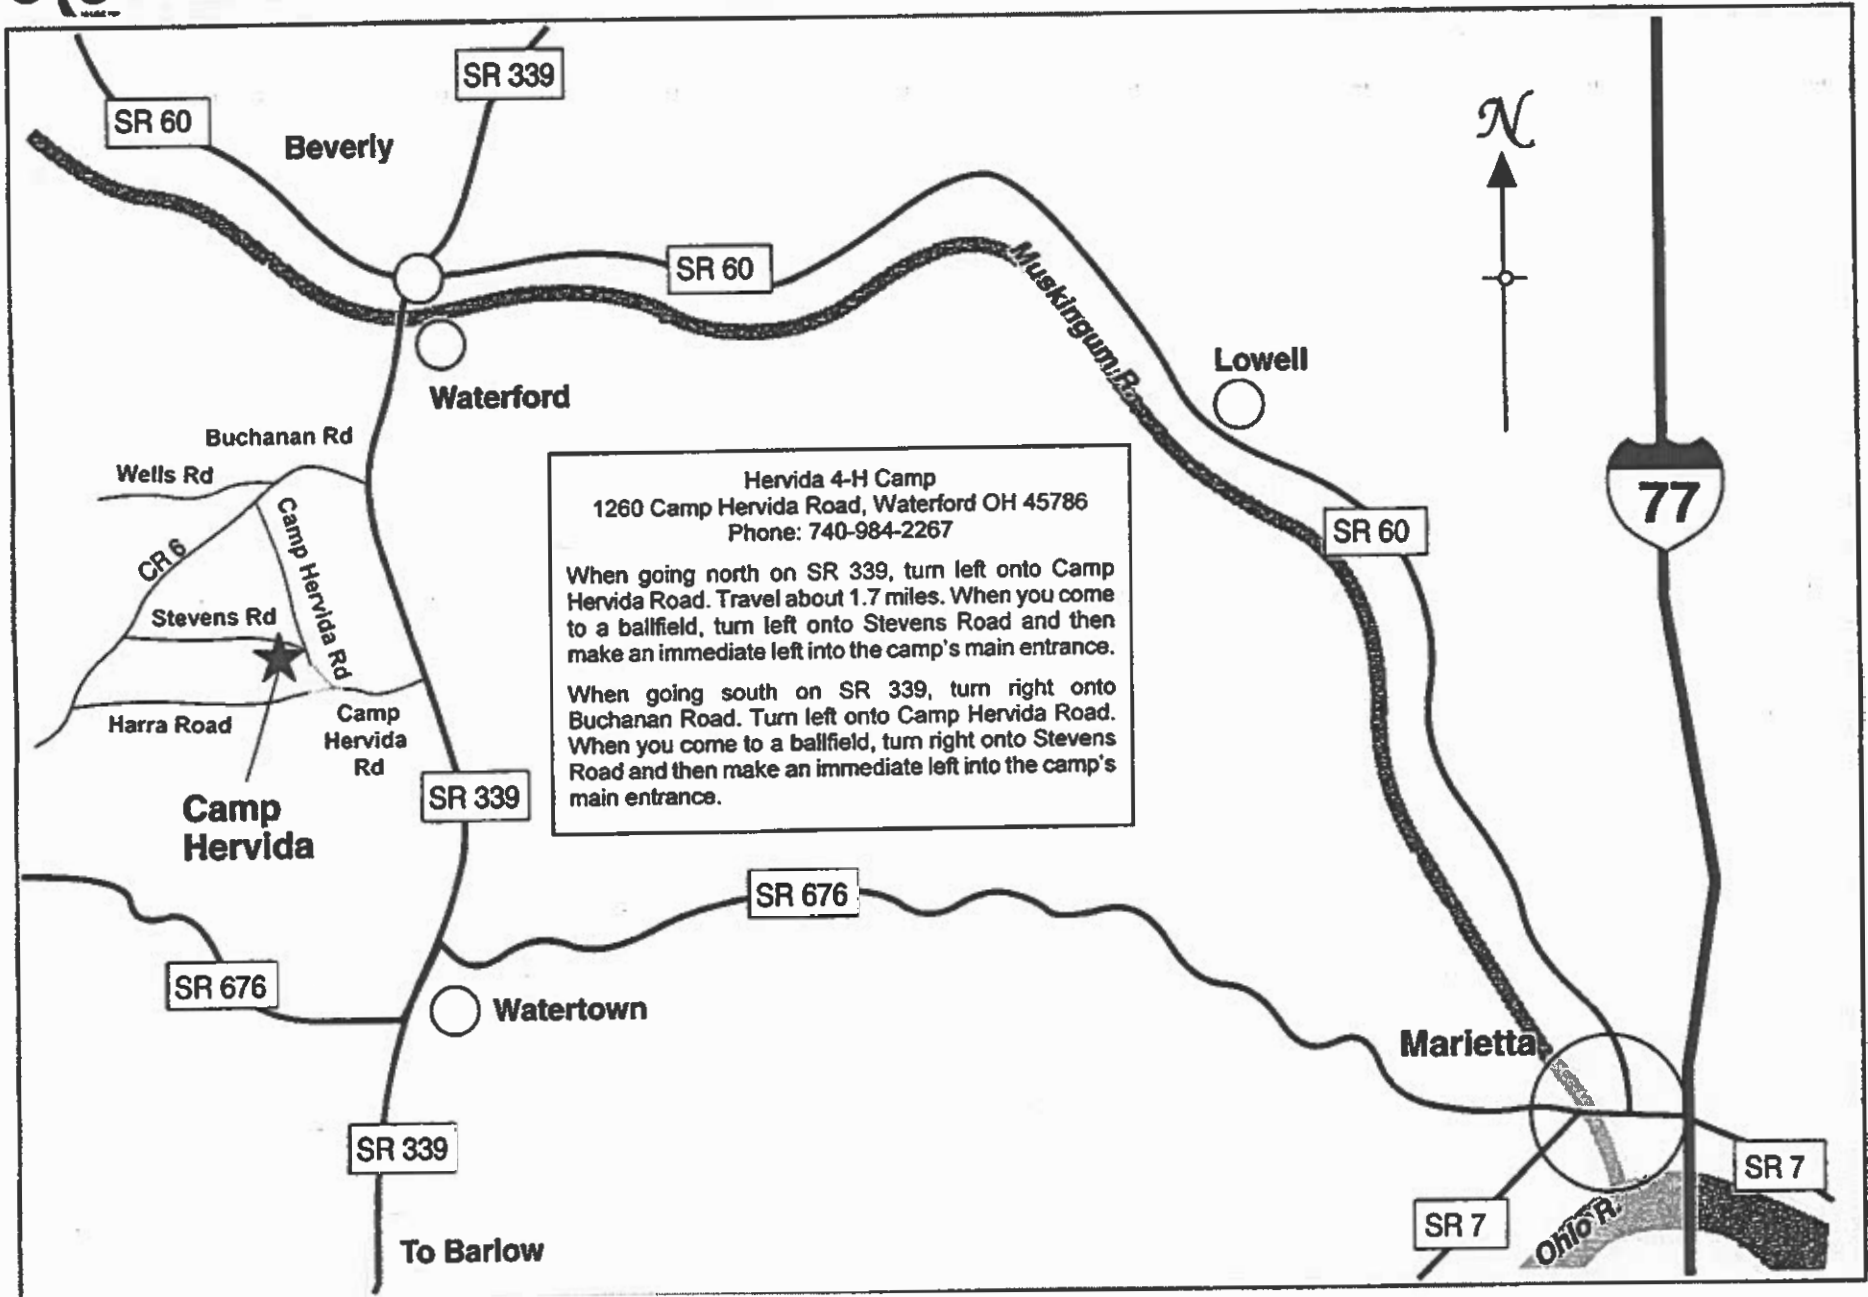 SR 339
SR 60
Beverly
N
SR 60
Muskingum R.
Lowell
Waterford
Buchanan Rd
Wells Rd
77
Hervida 4-H Camp
1260 Camp Hervida Road, Waterford OH 45786
Phone: 740-984-2267
When going north on SR 339, turn left onto Camp
Hervida Road. Travel about 1.7 miles. When you come
to a ballfield, turn left onto Stevens Road and then
make an immediate left into the camp's main entrance.
When going south on SR 339, turn right onto
Buchanan Road. Turn left onto Camp Hervida Road.
When you come to a ballfield, turn right onto Stevens
Road and then make an immediate left into the camp's
main entrance.
SR 60
CR 6
Camp Hervida Rd
Stevens Rd
Harra Road
Camp
Hervida
Rd
SR 339
Camp
Hervida
SR 676
SR 676
Watertown
Marietta
SR 339
SR 7
SR 7
Ohio R.
To Barlow